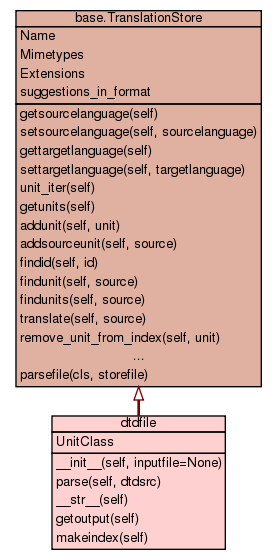 base.TranslationStore
Name
Mimetypes
Extensions
suggestions_in_format
getsourcelanguage(self)
setsourcelanguage(self, sourcelanguage)
gettargetlanguage(self)
settargetlanguage(self, targetlanguage)
unit_iter(self)
getunits(self)
addunit(self, unit)
addsourceunit(self, source)
findid(self, id)
findunit(self, source)
findunits(self, source)
translate(self, source)
remove_unit_from_index(self, unit)
...
parsefile(cls, storefile)
dtdfile
UnitClass
__init__(self, inputfile=None)
parse(self, dtdsrc)
__str__(self)
getoutput(self)
makeindex(self)